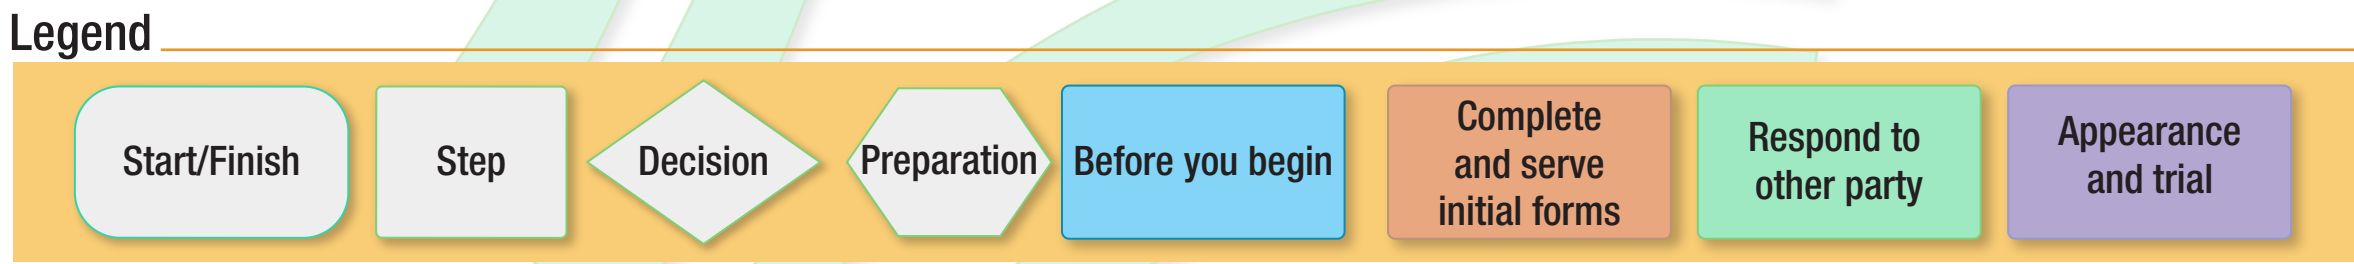 Legend
Start/Finish
Step
Decision
Preparation
Before you begin
Complete
and serve
initial forms
Respond to
other party
Appearance
and trial